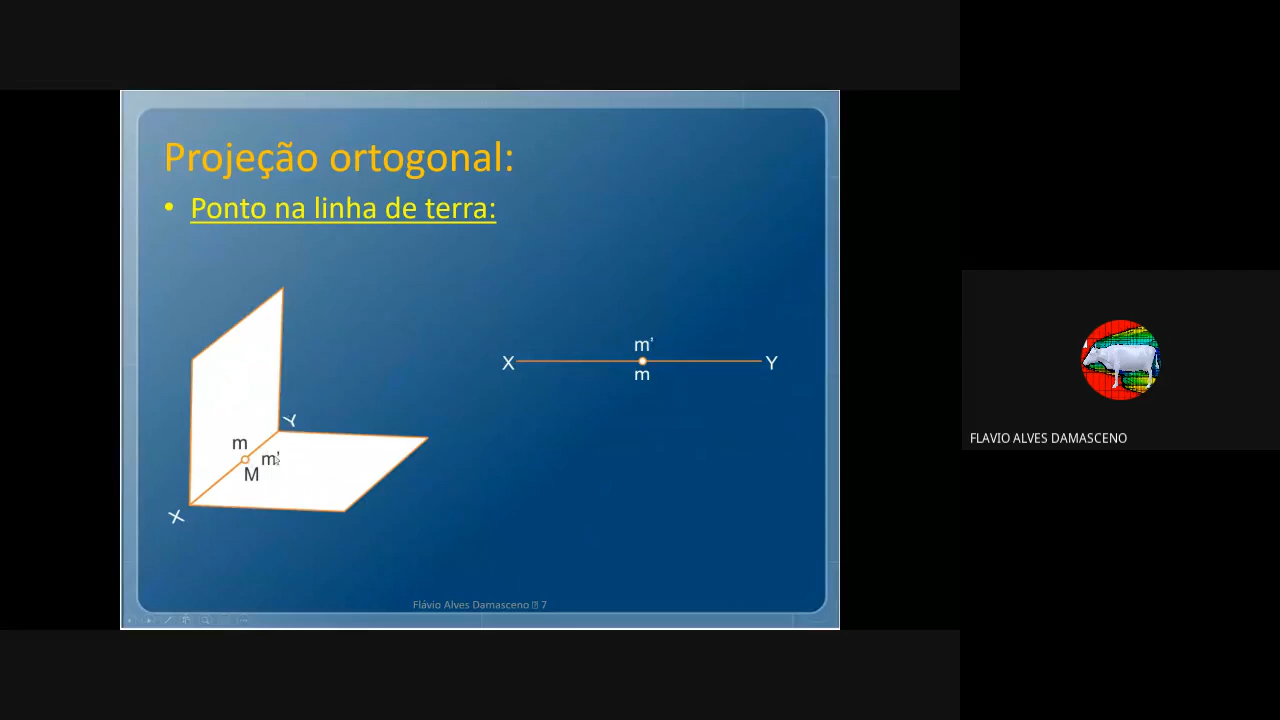 Projeção ortogonal:
• Ponto na linha de terra:
m'
X
Y
m
Y
m
m'
M
X
FLAVIO ALVES DAMASCENO
Flávio Alves Damasceno 7